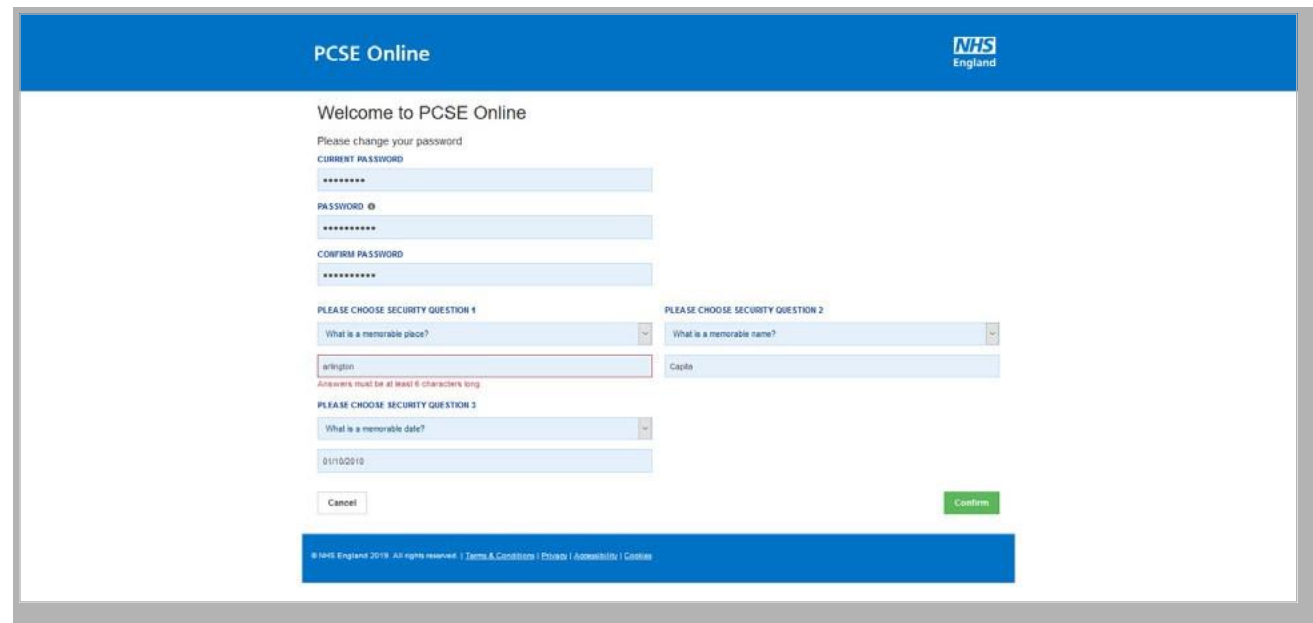 PCSE Online
NHS
England
Welcome to PCSE Online
Please change your password
CURRENT PASSWORD
••••••••
PASSWORD
••••••••••
CONFIRM PASSWORD
••••••••••
PLEASE CHOOSE SECURITY QUESTION 1
PLEASE CHOOSE SECURITY QUESTION 2
What is a memorable place?
What is a memorable name?
arlington
Capita
Answers must be at least 6 characters long.
PLEASE CHOOSE SECURITY QUESTION 3
What is a memorable date?
01/10/2010
Cancel
Confirm
© NHS England 2019. All rights reserved. | Terms & Conditions | Privacy | Accessibility | Cookies